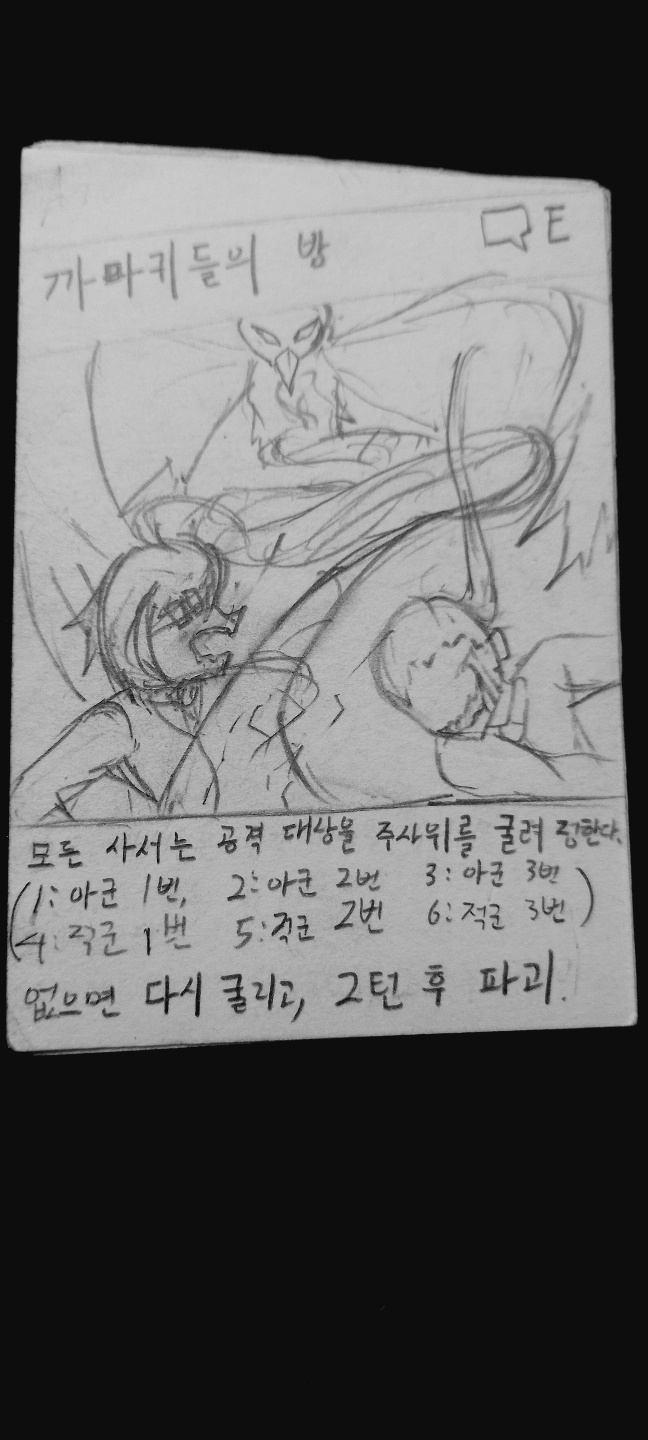 까마귀들의 방
E
모든 사서는 공격 대상을 주사위를 굴려 정한다.
(1: 아군 1번, 2: 아군 2번 3: 아군 3번
4: 적군 1번 5: 적군 2번 6: 적군 3번)
없으면 다시 굴리고, 2턴 후 파괴.